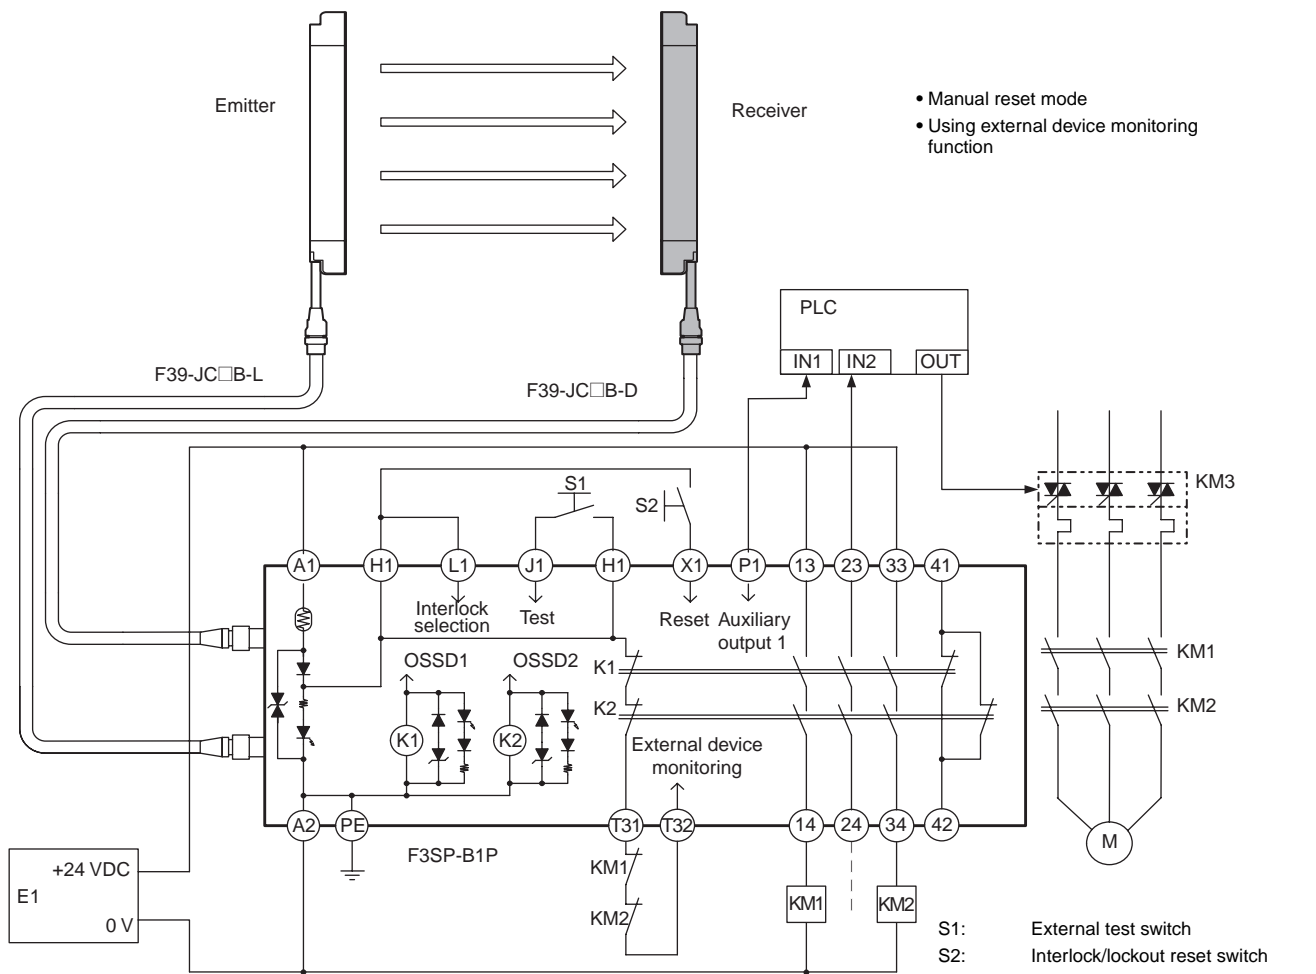 Emitter
Receiver
• Manual reset mode
• Using external device monitoring
function
PLC
IN1
IN2
OUT
F39-JC□B-L
F39-JC□B-D
KM3
S1
S2
A1
H1
L1
J1
H1
X1
P1
13
23
33
41
Interlock
selection
Test
Reset
Auxiliary
output 1
OSSD1
OSSD2
K1
K2
K1
K2
External device
monitoring
KM1
KM2
M
A2
PE
T31
T32
14
24
34
42
F3SP-B1P
+24 VDC
E1
0 V
KM1
KM2
KM1
KM2
S1: External test switch
S2: Interlock/lockout reset switch